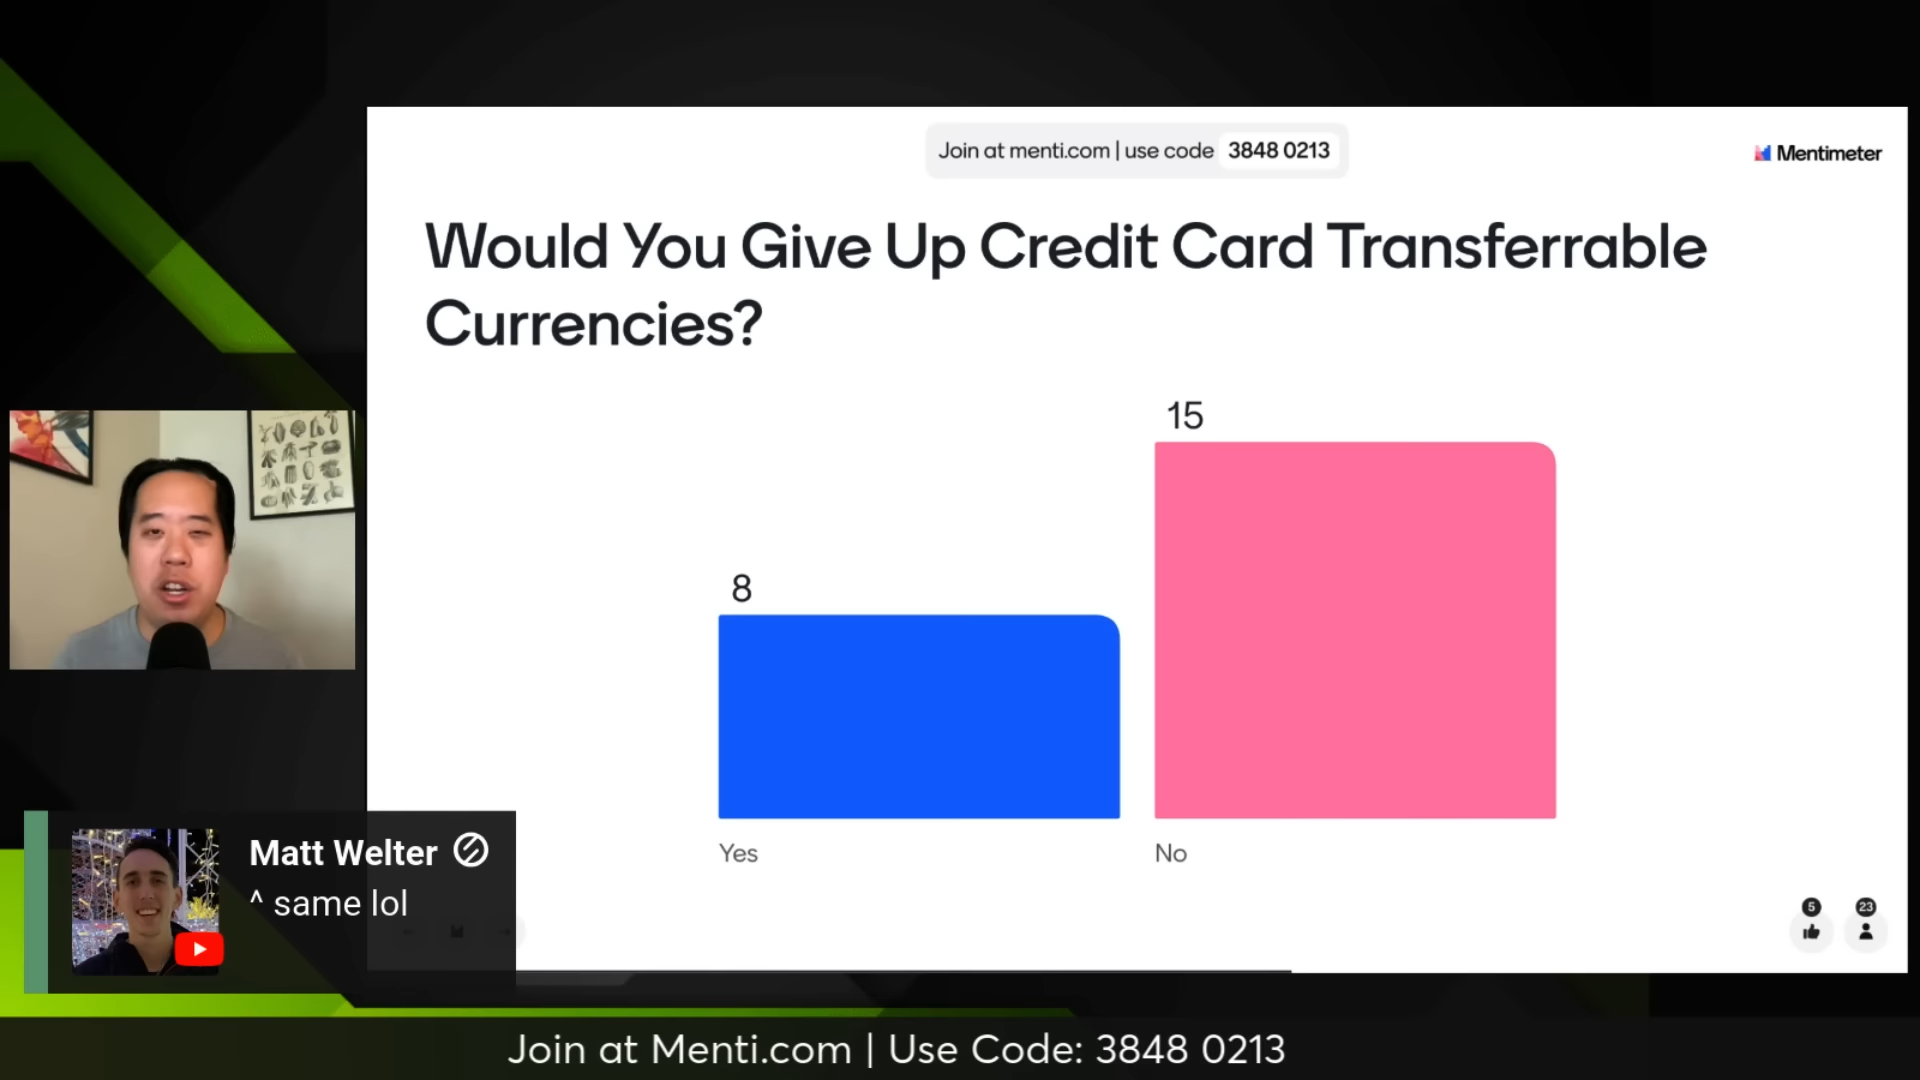 Join at menti.com | use code 3848 0213
Mentimeter
Would You Give Up Credit Card Transferrable
Currencies?
15
8
Yes
No
Matt Welter
^ same lol
5
23
Join at Menti.com | Use Code: 3848 0213